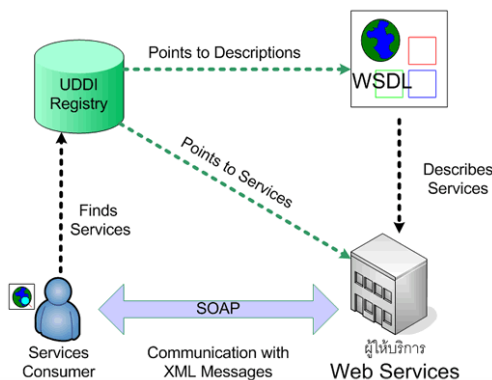 Points to Descriptions
UDDI
Registry
WSDL
Points to Services
Finds
Services
Describes
Services
SOAP
Services
Consumer
Communication with
XML Messages
ผู้ให้บริการ
Web Services